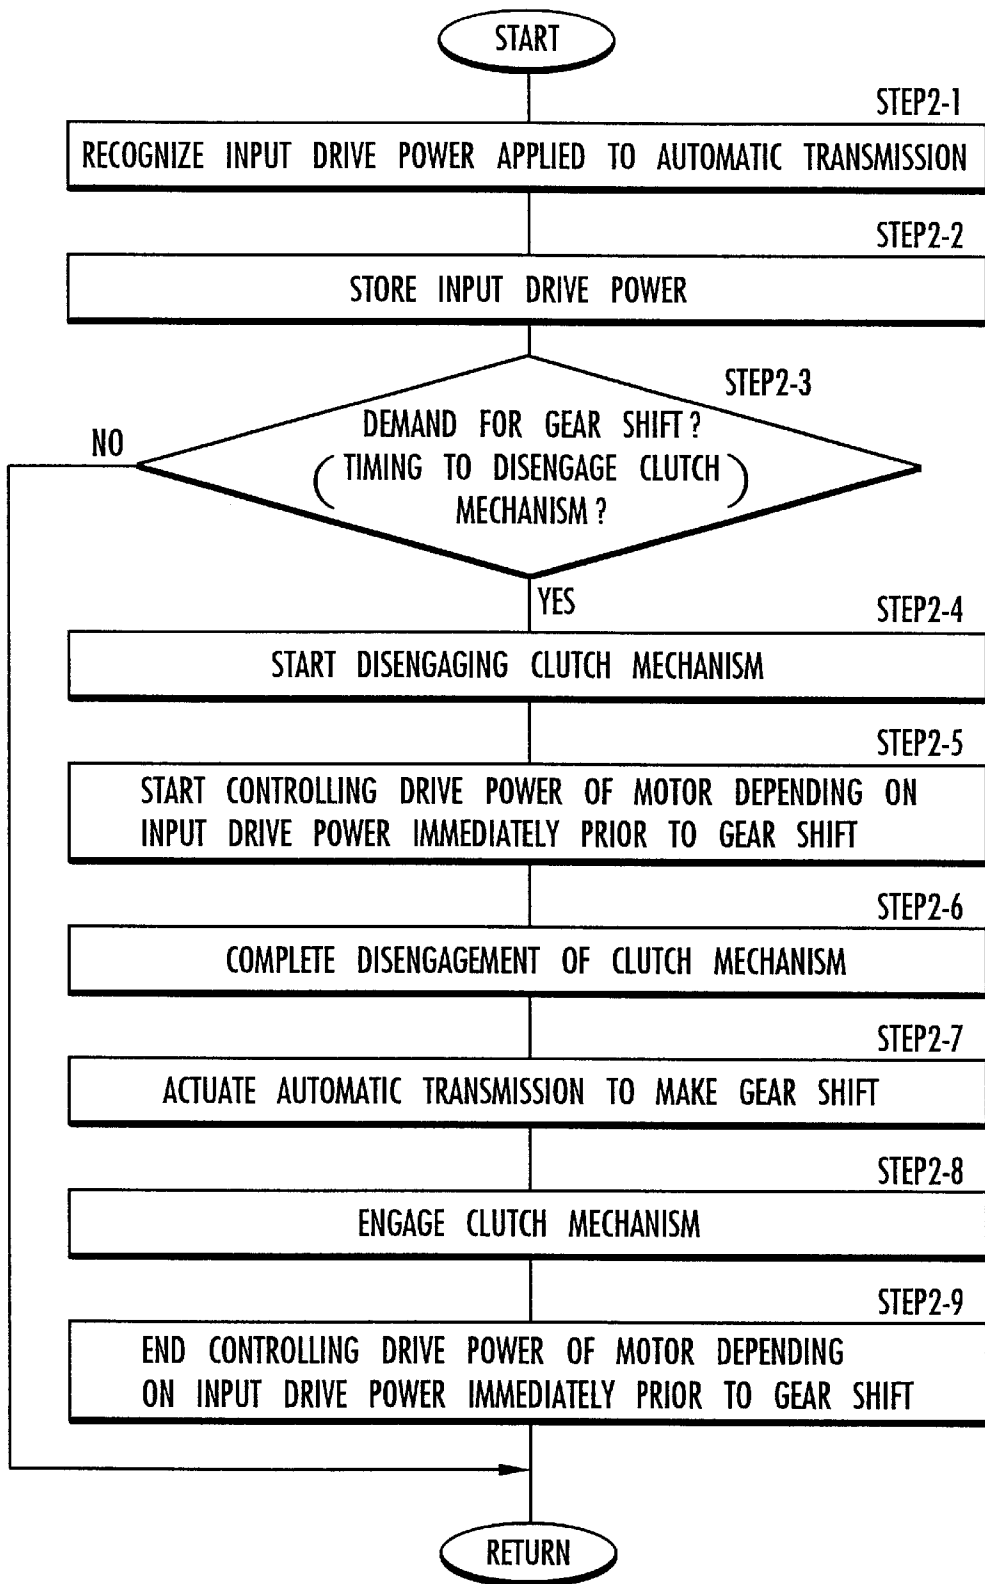 START
STEP2-1
RECOGNIZE INPUT DRIVE POWER APPLIED TO AUTOMATIC TRANSMISSION
STEP2-2
STORE INPUT DRIVE POWER
STEP2-3
DEMAND FOR GEAR SHIFT?
(TIMING TO DISENGAGE CLUTCH
MECHANISM?)
NO
YES
STEP2-4
START DISENGAGING CLUTCH MECHANISM
STEP2-5
START CONTROLLING DRIVE POWER OF MOTOR DEPENDING ON
INPUT DRIVE POWER IMMEDIATELY PRIOR TO GEAR SHIFT
STEP2-6
COMPLETE DISENGAGEMENT OF CLUTCH MECHANISM
STEP2-7
ACTUATE AUTOMATIC TRANSMISSION TO MAKE GEAR SHIFT
STEP2-8
ENGAGE CLUTCH MECHANISM
STEP2-9
END CONTROLLING DRIVE POWER OF MOTOR DEPENDING
ON INPUT DRIVE POWER IMMEDIATELY PRIOR TO GEAR SHIFT
RETURN